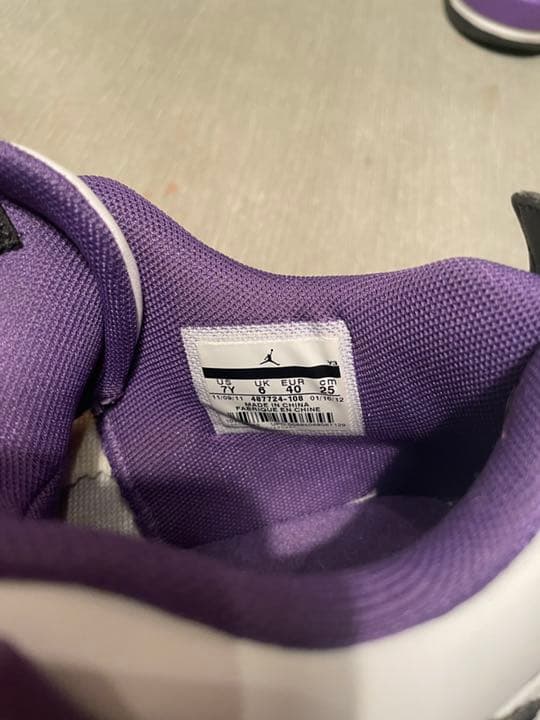 Y3
US UK EUR cm
7Y 6 40 25
11/09/11 487724-108 01/16/12
MADE IN CHINA
FABRIQUE EN CHINE